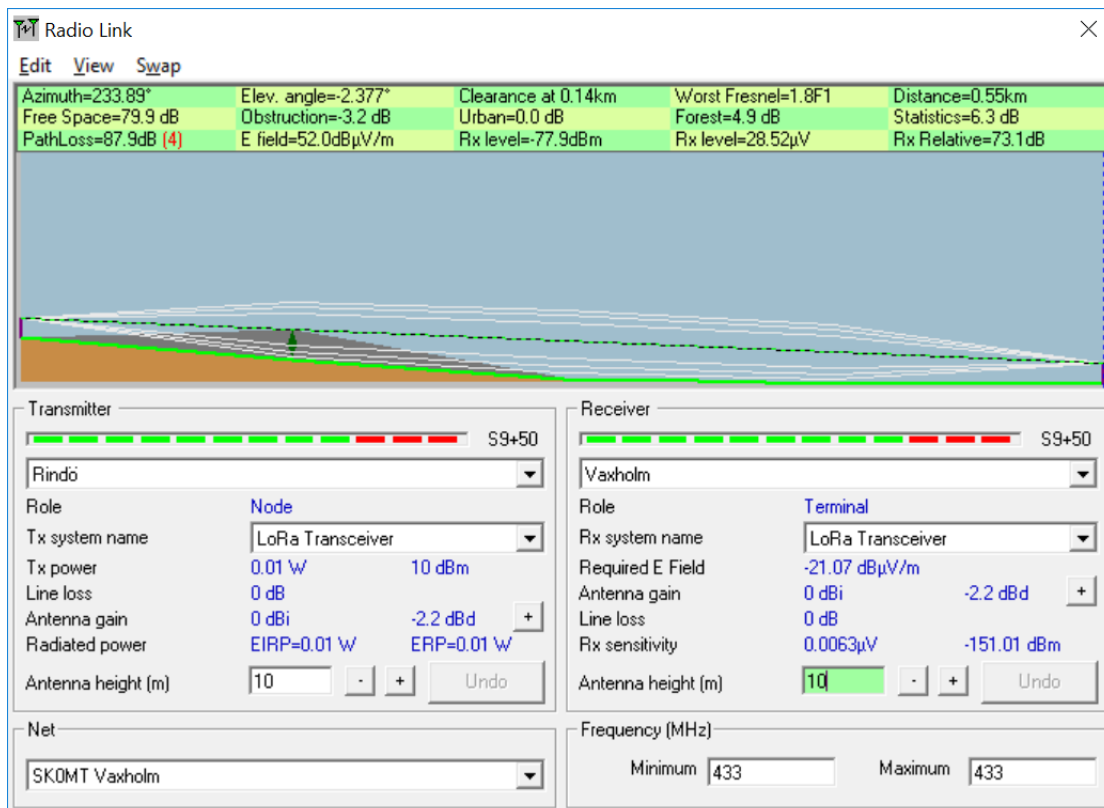 Radio Link
Edit View Swap
Azimuth=233.89° Elev. angle=-2.377° Clearance at 0.14km Worst Fresnel=1.8F1 Distance=0.55km
Free Space=79.9 dB Obstruction=-3.2 dB Urban=0.0 dB Forest=4.9 dB Statistics=6.3 dB
PathLoss=87.9dB (4) E field=52.0dBµV/m Rx level=-77.9dBm Rx level=28.52µV Rx Relative=73.1dB
Transmitter
S9+50
Rindö
Role Node
Tx system name LoRa Transceiver
Tx power 0.01 W 10 dBm
Line loss 0 dB
Antenna gain 0 dBi -2.2 dBd +
Radiated power EIRP=0.01 W ERP=0.01 W
Antenna height (m) 10 - + Undo
Receiver
S9+50
Vaxholm
Role Terminal
Rx system name LoRa Transceiver
Required E Field -21.07 dBµV/m
Antenna gain 0 dBi -2.2 dBd +
Line loss 0 dB
Rx sensitivity 0.0063µV -151.01 dBm
Antenna height (m) 10 - + Undo
Net
SK0MT Vaxholm
Frequency (MHz)
Minimum 433 Maximum 433